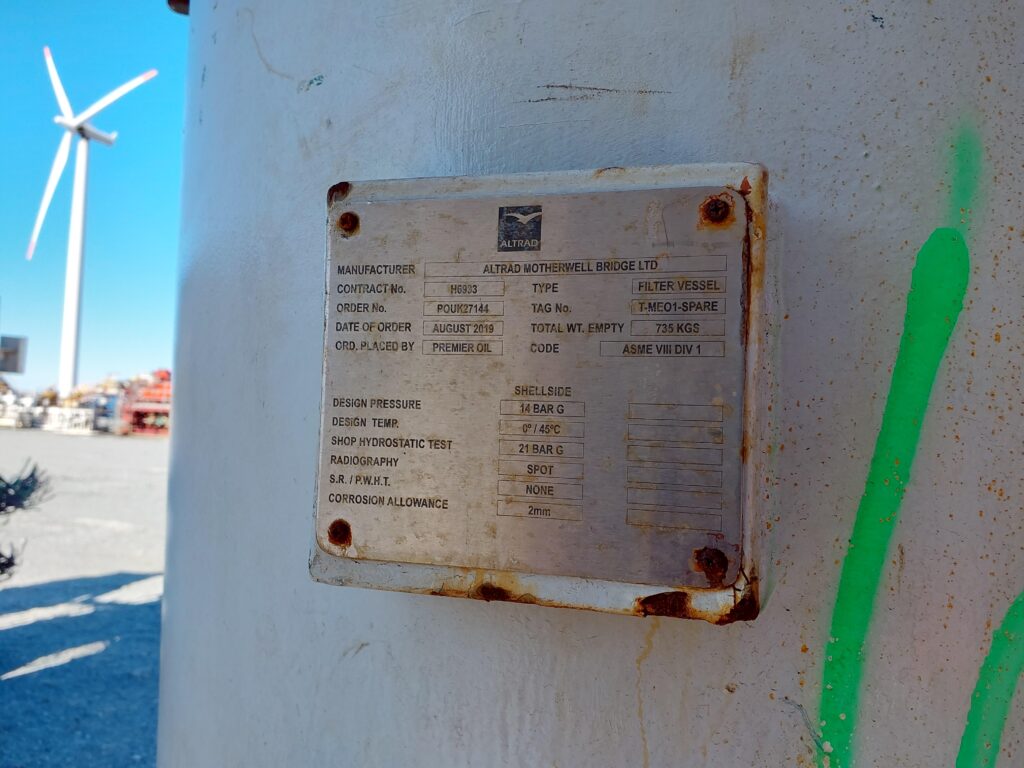 ALTRAD
MANUFACTURER ALTRAD MOTHERWELL BRIDGE LTD
CONTRACT No. H6933 TYPE FILTER VESSEL
ORDER No. POUK27144 TAG No. T-MEO1-SPARE
DATE OF ORDER AUGUST 2019 TOTAL WT. EMPTY 735 KGS
ORD. PLACED BY PREMIER OIL CODE ASME VIII DIV 1
SHELLSIDE
DESIGN PRESSURE 14 BAR G
DESIGN TEMP. 0° / 45°C
SHOP HYDROSTATIC TEST 21 BAR G
RADIOGRAPHY SPOT
S.R. / P.W.H.T. NONE
CORROSION ALLOWANCE 2mm